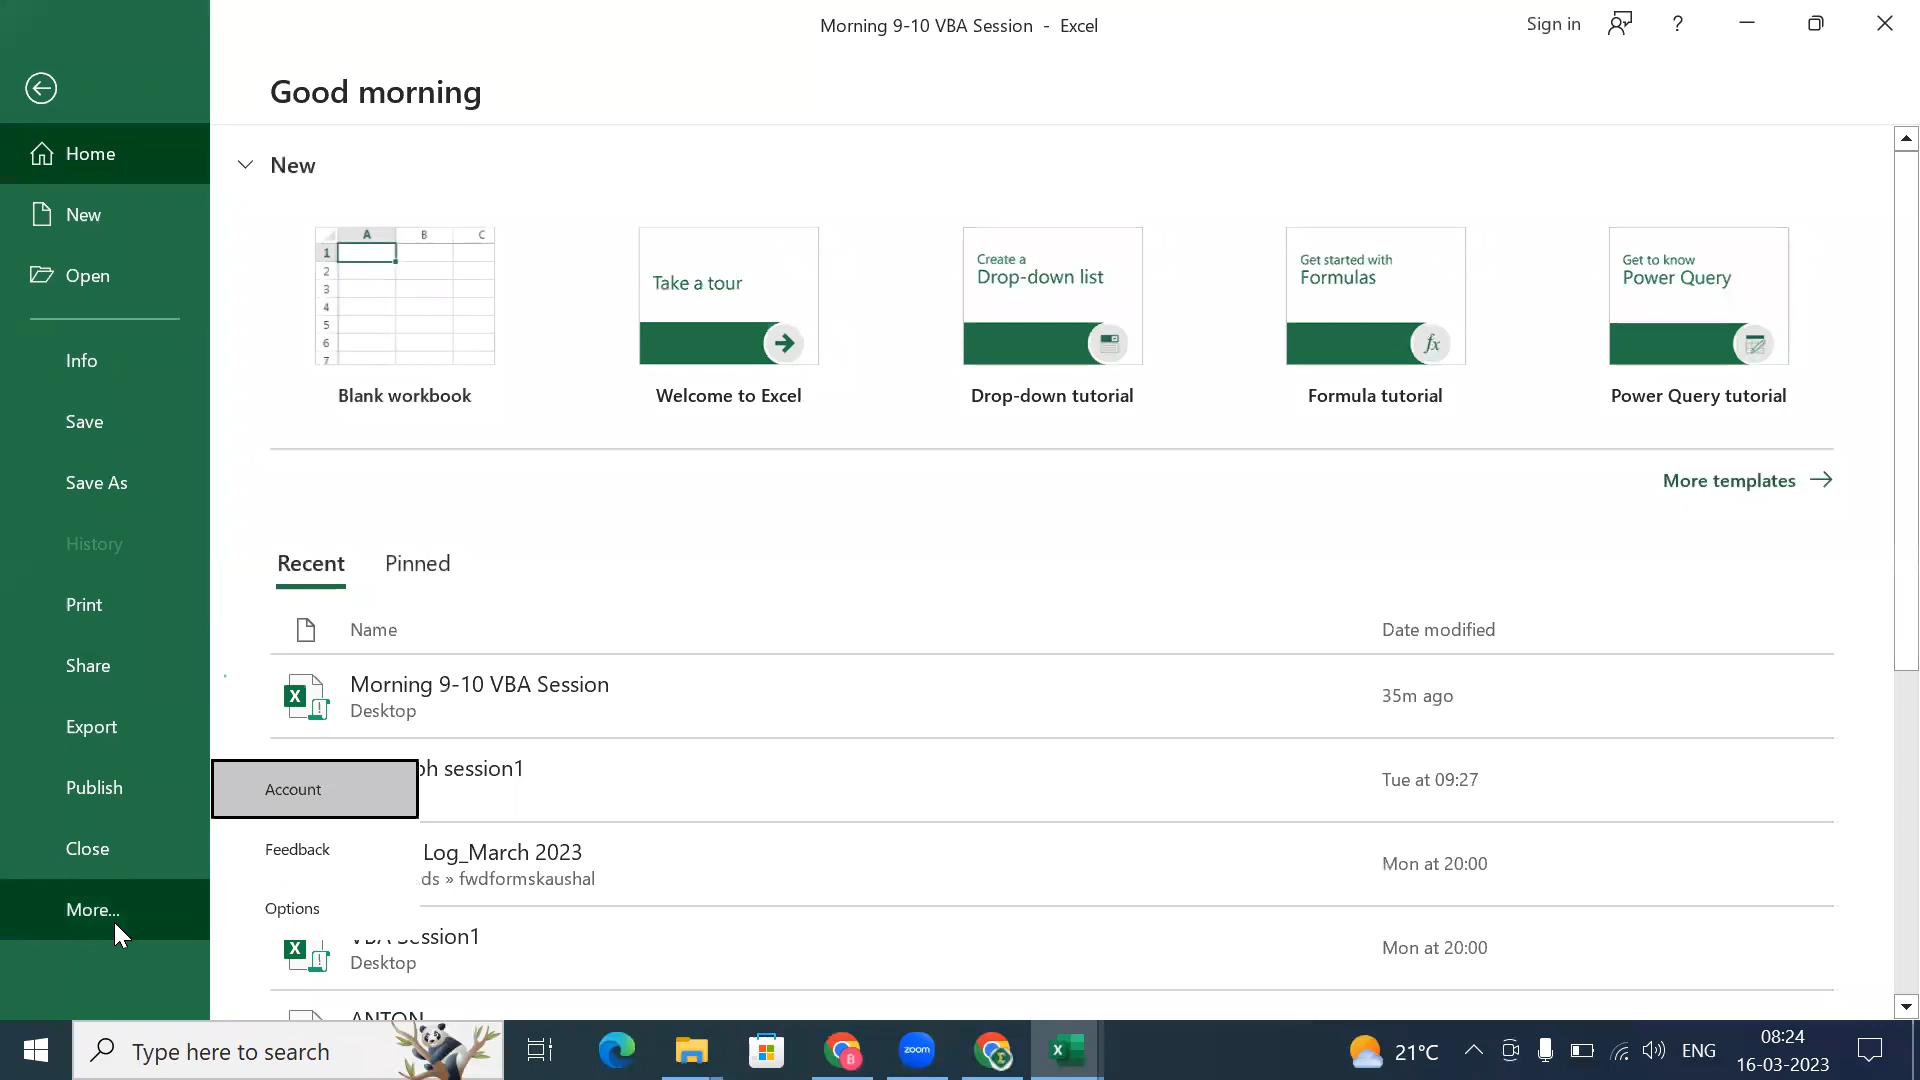 Morning 9-10 VBA Session - Excel
Sign in
?
Good morning
Home
New
Open
Info
Save
Save As
History
Print
Share
Export
Publish
Close
More...
New
A B C
1
2
3
4
5
6
7
Blank workbook
Take a tour
Welcome to Excel
Create a
Drop-down list
Drop-down tutorial
Get started with
Formulas
fx
Formula tutorial
Get to know
Power Query
Power Query tutorial
More templates
Recent Pinned
Name Date modified
X
Morning 9-10 VBA Session
Desktop
35m ago
session1
Tue at 09:27
Account
Feedback
Options
Log_March 2023
ds » fwdformskaushal
Mon at 20:00
X
VBA Session1
Desktop
Mon at 20:00
ANTON
Type here to search
B
zoom
Σ
X
21°C
ENG
08:24
16-03-2023